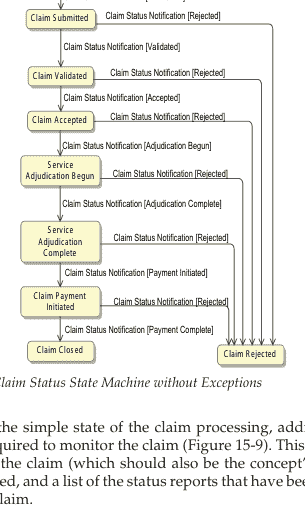 Claim Submitted
Claim Status Notification [Rejected]
Claim Status Notification [Validated]
Claim Validated
Claim Status Notification [Rejected]
Claim Status Notification [Accepted]
Claim Accepted
Claim Status Notification [Rejected]
Claim Status Notification [Adjudication Begun]
Service
Adjudication Begun
Claim Status Notification [Rejected]
Claim Status Notification [Adjudication Complete]
Service
Adjudication
Complete
Claim Status Notification [Rejected]
Claim Status Notification [Payment Initiated]
Claim Payment
Initiated
Claim Status Notification [Rejected]
Claim Status Notification [Payment Complete]
Claim Closed
Claim Rejected
Claim Status State Machine without Exceptions
the simple state of the claim processing, addi
quired to monitor the claim (Figure 15-9). This
the claim (which should also be the concept'
ed, and a list of the status reports that have bee
laim.